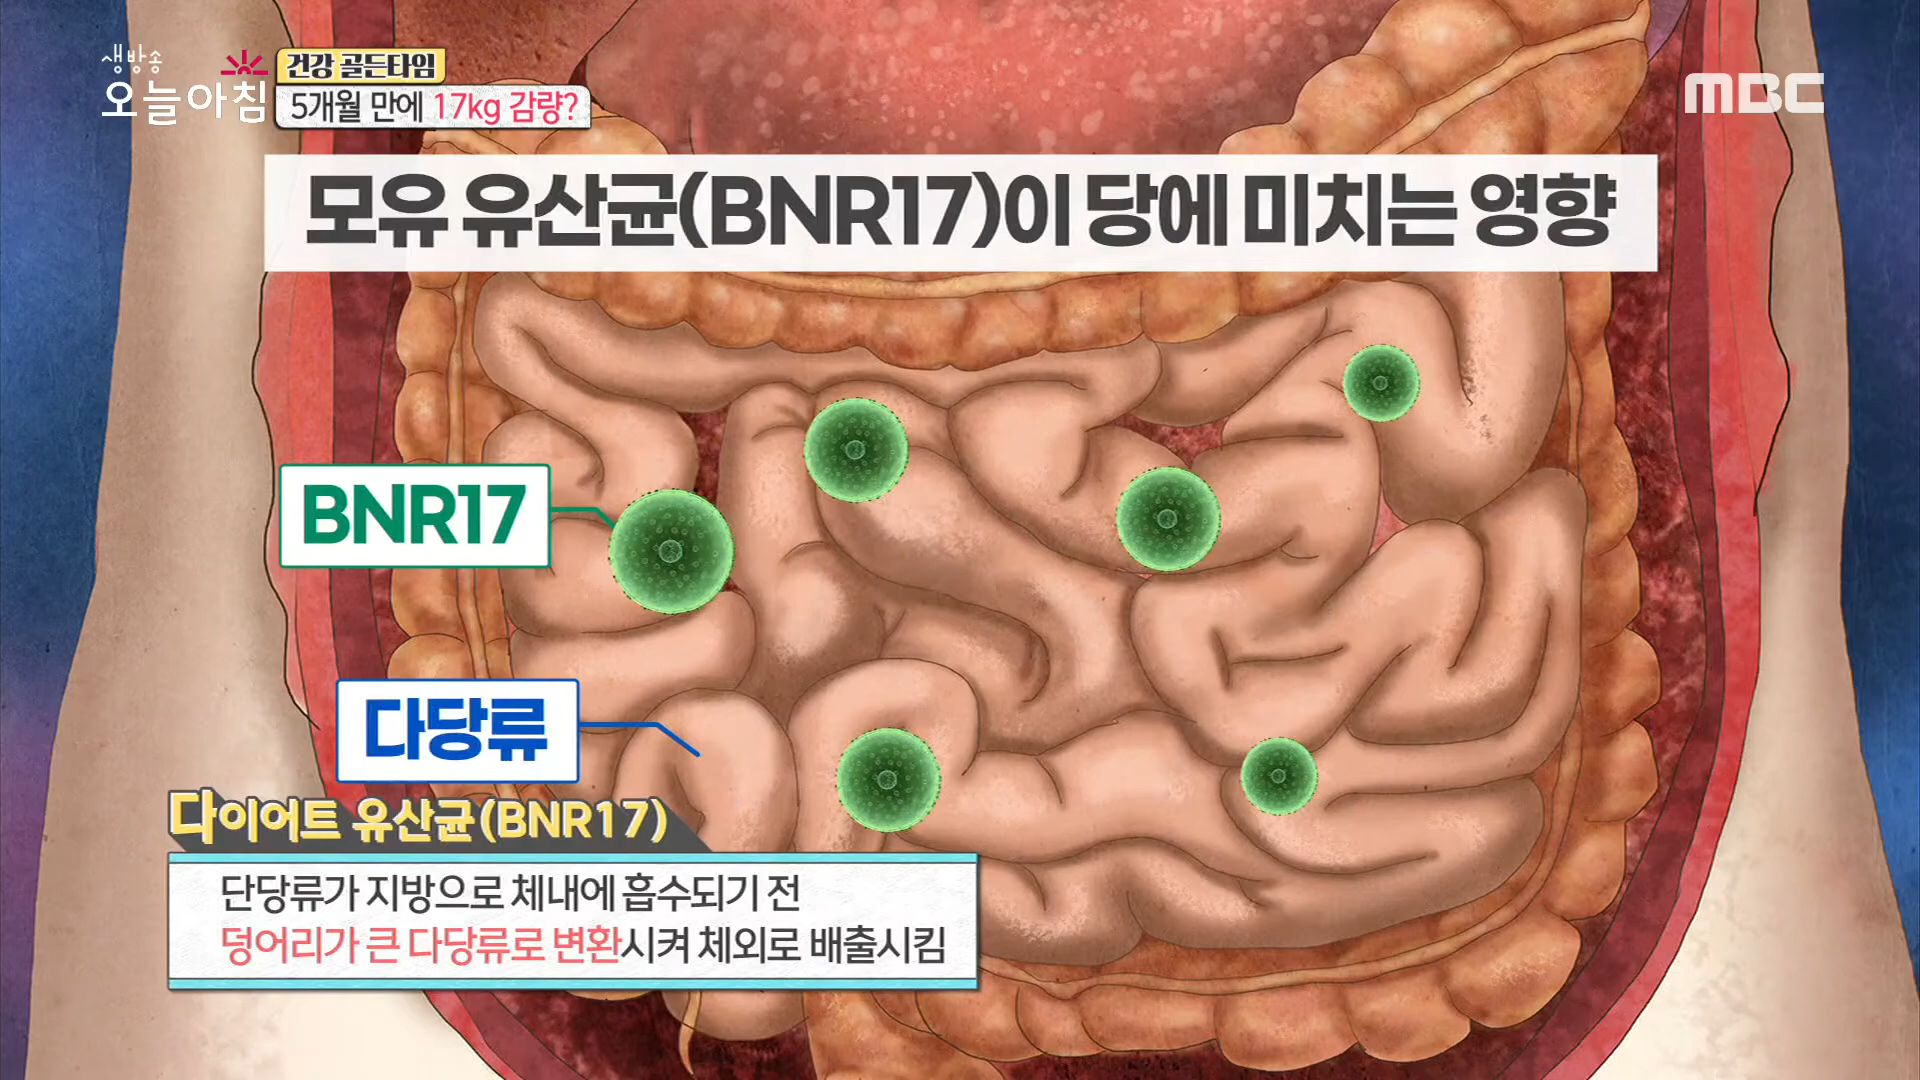 생방송
오늘아침
건강 골든타임
5개월 만에 17kg 감량?
MBC
모유 유산균(BNR17)이 당에 미치는 영향
BNR17
다당류
다이어트 유산균(BNR17)
단당류가 지방으로 체내에 흡수되기 전
덩어리가 큰 다당류로 변환시켜 체외로 배출시킴